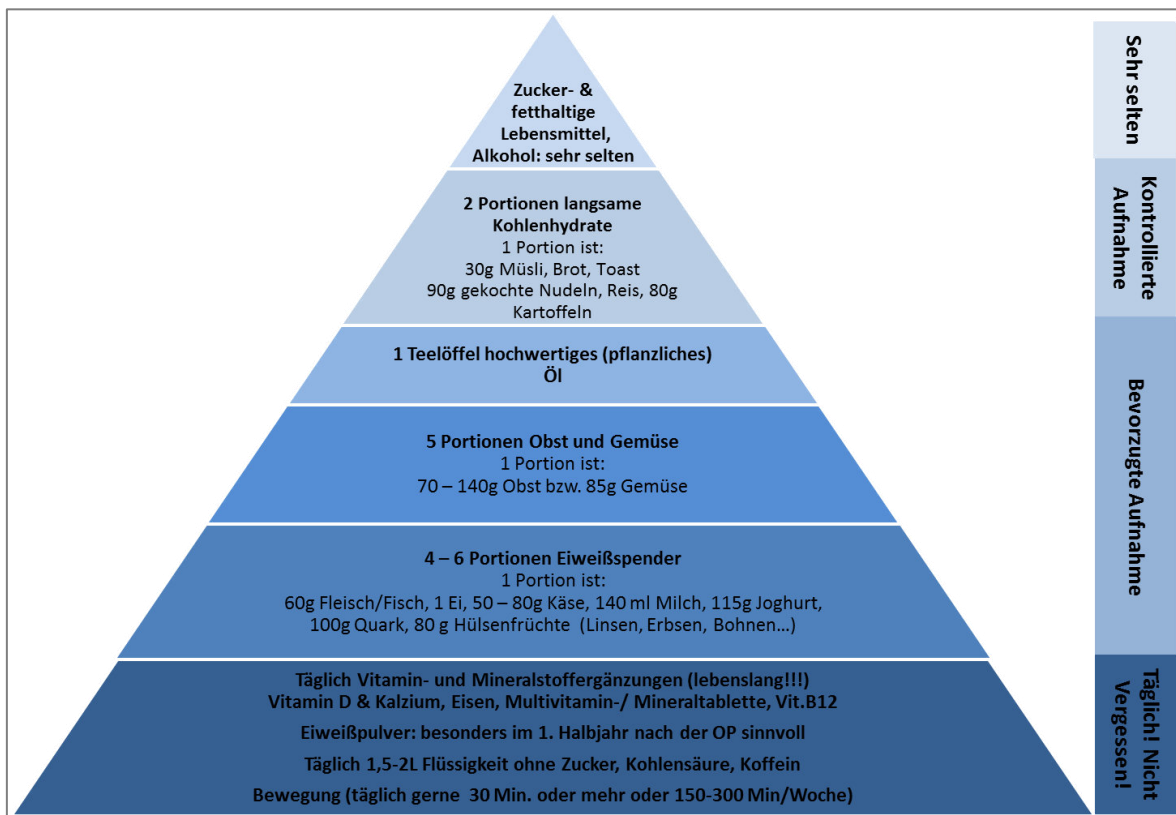 Zucker- &
fetthaltige
Lebensmittel,
Alkohol: sehr selten
2 Portionen langsame
Kohlenhydrate
1 Portion ist:
30g Müsli, Brot, Toast
90g gekochte Nudeln, Reis, 80g
Kartoffeln
1 Teelöffel hochwertiges (pflanzliches)
Öl
5 Portionen Obst und Gemüse
1 Portion ist:
70 – 140g Obst bzw. 85g Gemüse
4 – 6 Portionen Eiweißspender
1 Portion ist:
60g Fleisch/Fisch, 1 Ei, 50 – 80g Käse, 140 ml Milch, 115g Joghurt,
100g Quark, 80 g Hülsenfrüchte (Linsen, Erbsen, Bohnen...)
Täglich Vitamin- und Mineralstoffergänzungen (lebenslang!!!)
Vitamin D & Kalzium, Eisen, Multivitamin-/ Mineraltablette, Vit.B12
Eiweißpulver: besonders im 1. Halbjahr nach der OP sinnvoll
Täglich 1,5-2L Flüssigkeit ohne Zucker, Kohlensäure, Koffein
Bewegung (täglich gerne 30 Min. oder mehr oder 150-300 Min/Woche)
Sehr selten
Kontrollierte
Aufnahme
Bevorzugte Aufnahme
Täglich! Nicht
Vergessen!